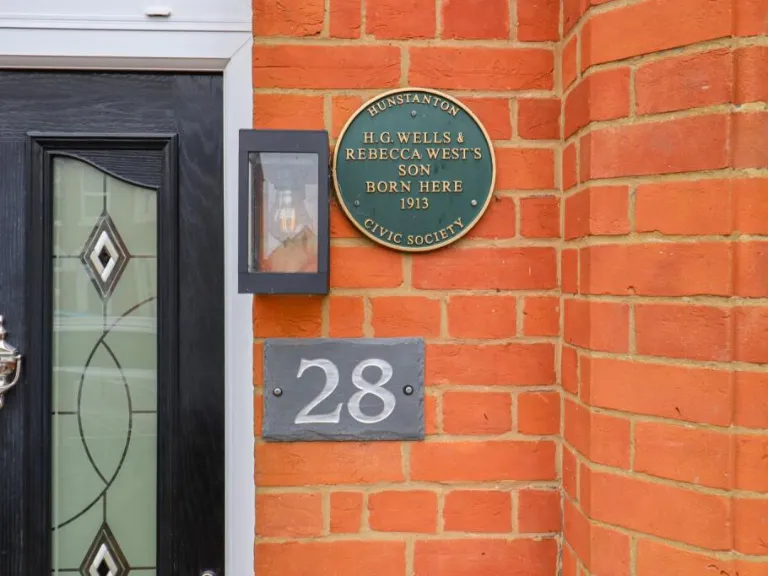 HUNSTANTON
H.G. WELLS &
REBECCA WEST'S
SON
BORN HERE
1913
CIVIC SOCIETY
28